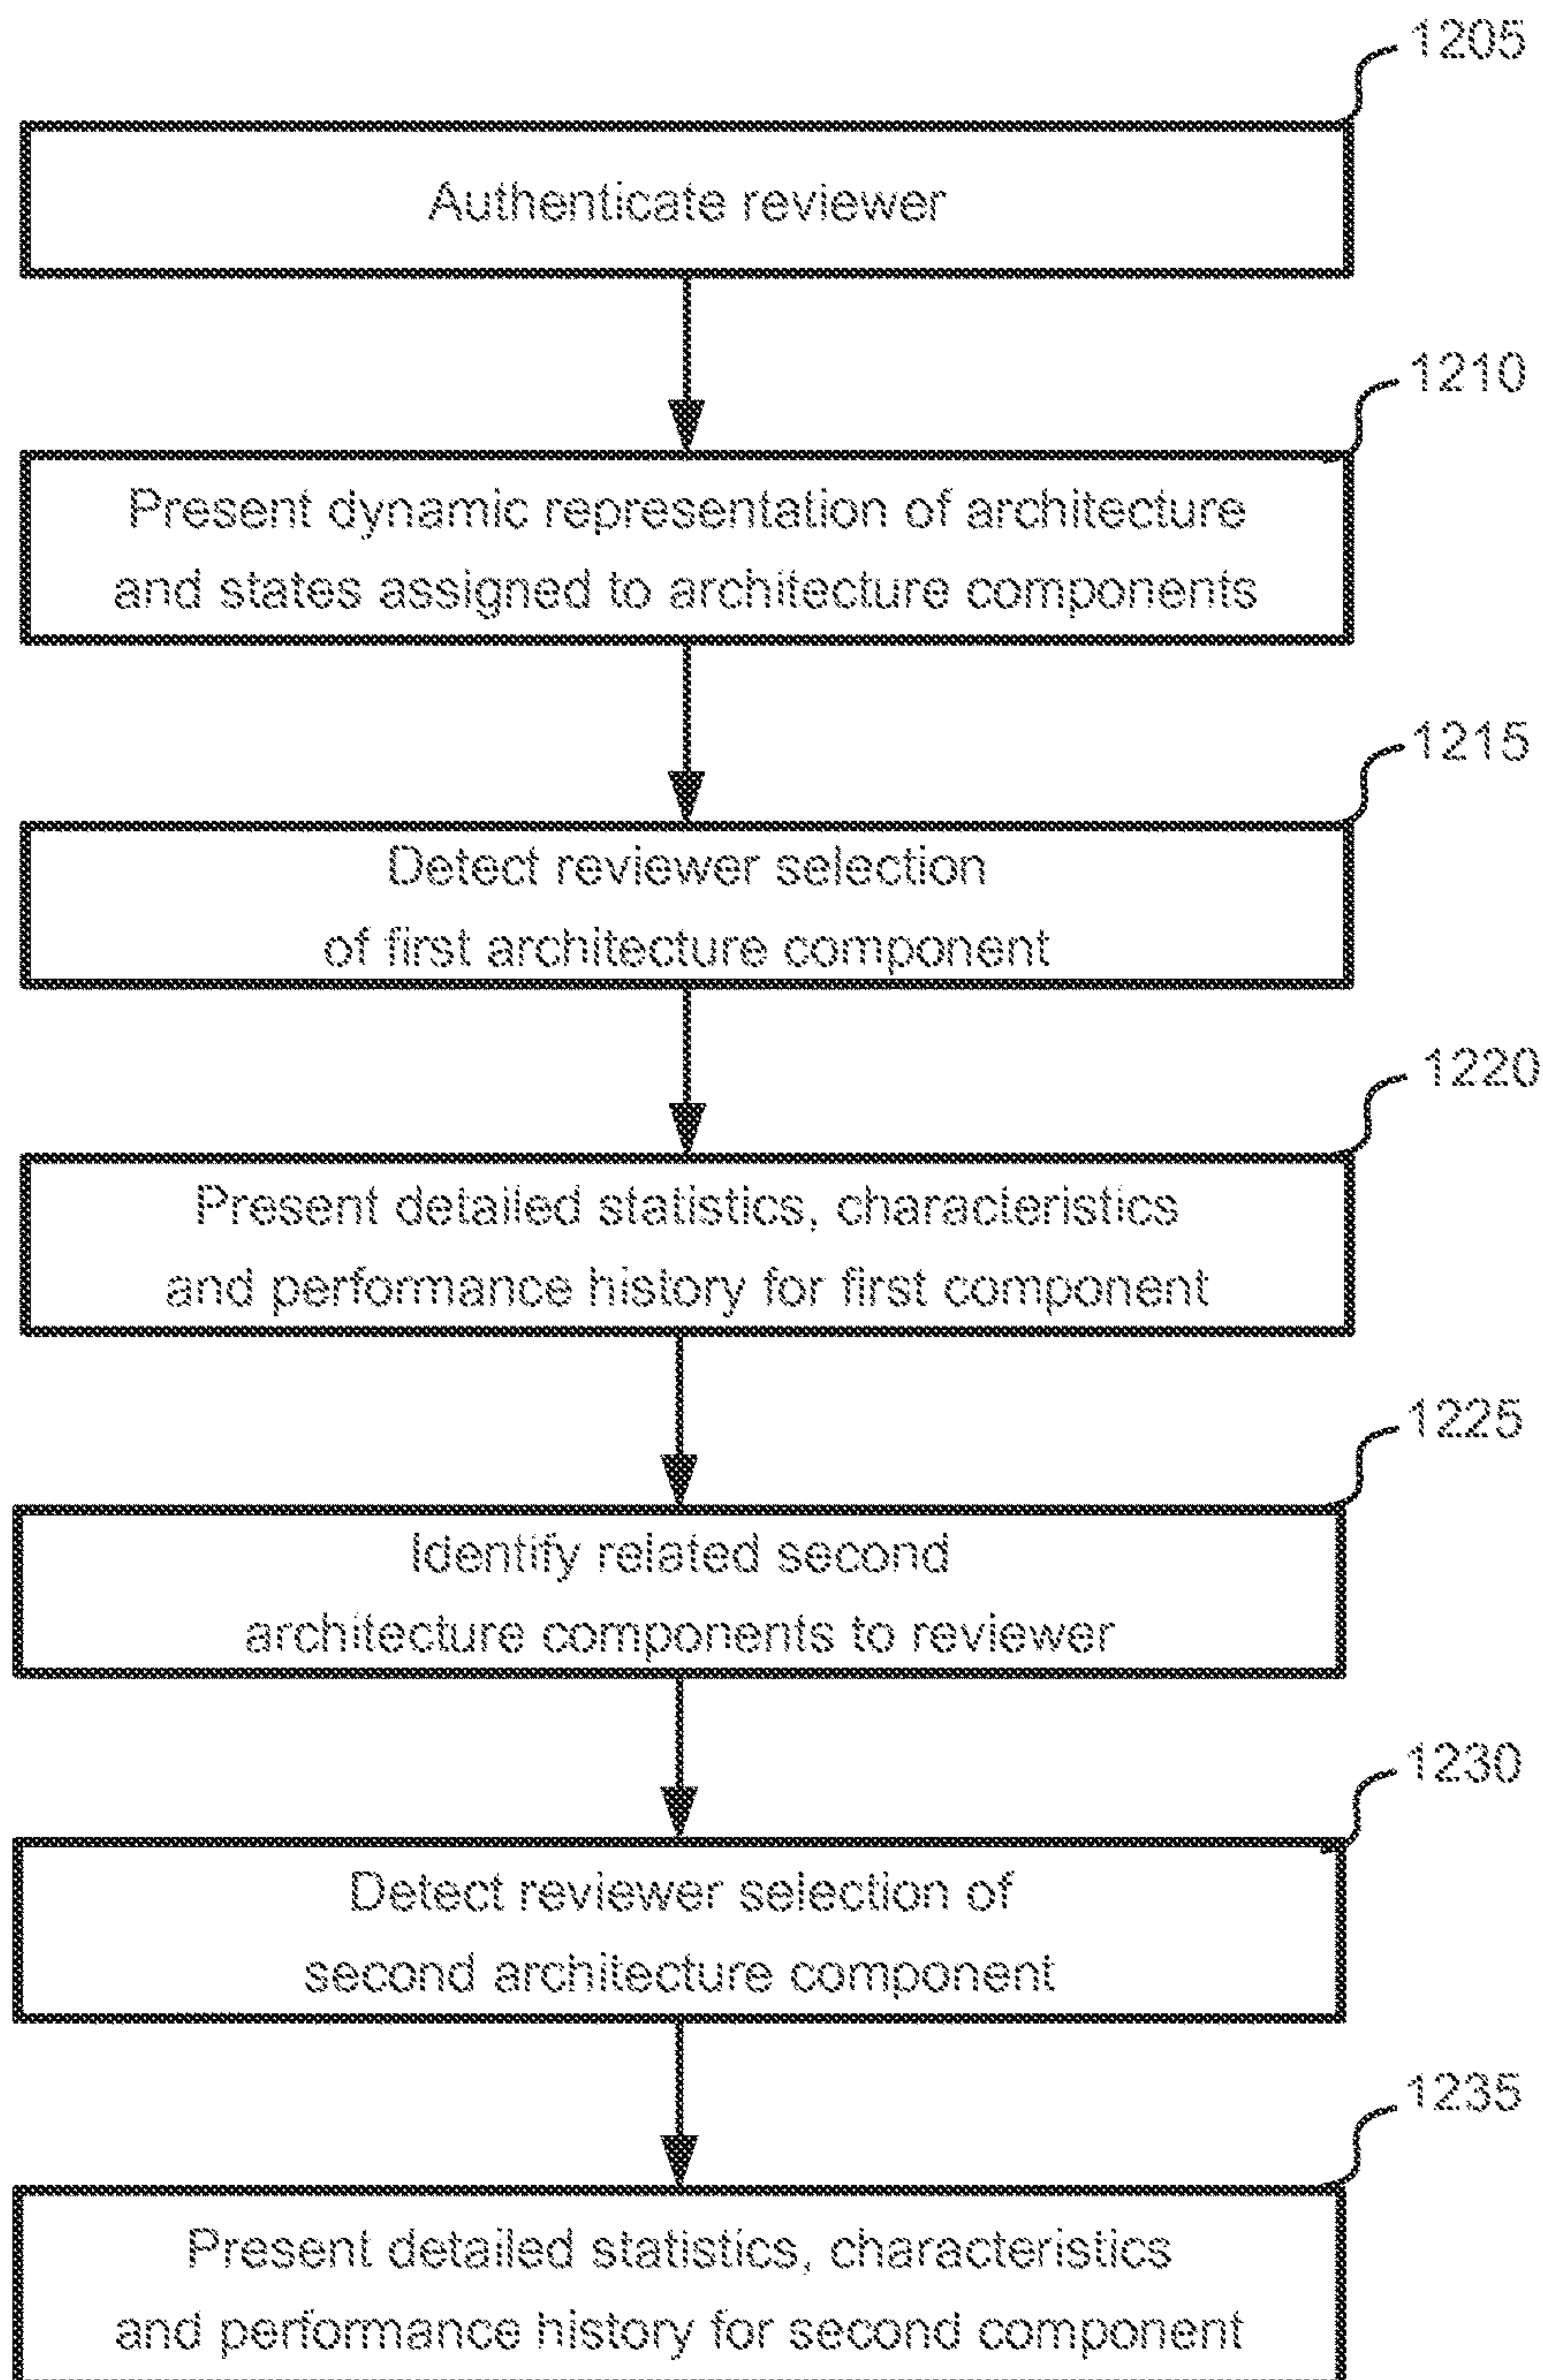 1205
Authenticate reviewer
1210
Present dynamic representation of architecture
and states assigned to architecture components
1215
Detect reviewer selection
of first architecture component
1220
Present detailed statistics, characteristics
and performance history for first component
1225
Identify related second
architecture components to reviewer
1230
Detect reviewer selection of
second architecture component
1235
Present detailed statistics, characteristics
and performance history for second component